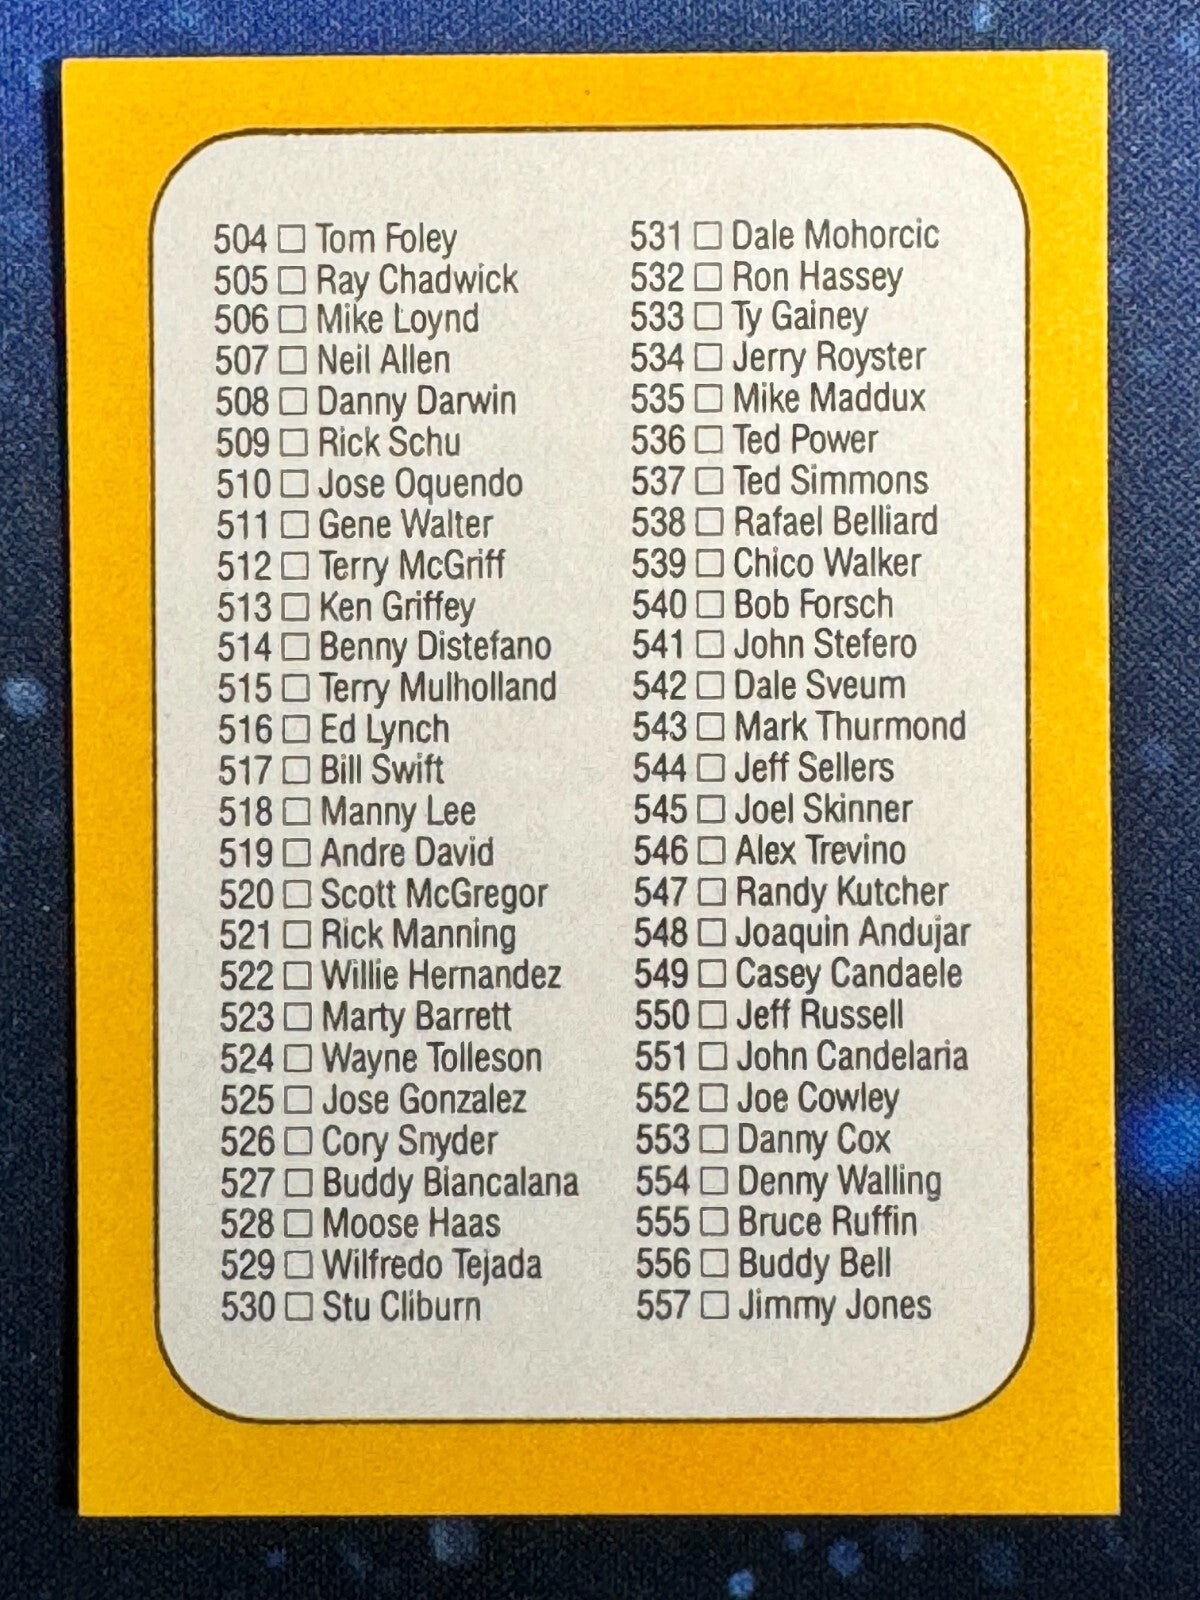 504 ☐ Tom Foley
505 ☐ Ray Chadwick
506 ☐ Mike Loynd
507 ☐ Neil Allen
508 ☐ Danny Darwin
509 ☐ Rick Schu
510 ☐ Jose Oquendo
511 ☐ Gene Walter
512 ☐ Terry McGriff
513 ☐ Ken Griffey
514 ☐ Benny Distefano
515 ☐ Terry Mulholland
516 ☐ Ed Lynch
517 ☐ Bill Swift
518 ☐ Manny Lee
519 ☐ Andre David
520 ☐ Scott McGregor
521 ☐ Rick Manning
522 ☐ Willie Hernandez
523 ☐ Marty Barrett
524 ☐ Wayne Tolleson
525 ☐ Jose Gonzalez
526 ☐ Cory Snyder
527 ☐ Buddy Biancalana
528 ☐ Moose Haas
529 ☐ Wilfredo Tejada
530 ☐ Stu Cliburn
531 ☐ Dale Mohorcic
532 ☐ Ron Hassey
533 ☐ Ty Gainey
534 ☐ Jerry Royster
535 ☐ Mike Maddux
536 ☐ Ted Power
537 ☐ Ted Simmons
538 ☐ Rafael Belliard
539 ☐ Chico Walker
540 ☐ Bob Forsch
541 ☐ John Stefero
542 ☐ Dale Sveum
543 ☐ Mark Thurmond
544 ☐ Jeff Sellers
545 ☐ Joel Skinner
546 ☐ Alex Trevino
547 ☐ Randy Kutcher
548 ☐ Joaquin Andujar
549 ☐ Casey Candaele
550 ☐ Jeff Russell
551 ☐ John Candelaria
552 ☐ Joe Cowley
553 ☐ Danny Cox
554 ☐ Denny Walling
555 ☐ Bruce Ruffin
556 ☐ Buddy Bell
557 ☐ Jimmy Jones